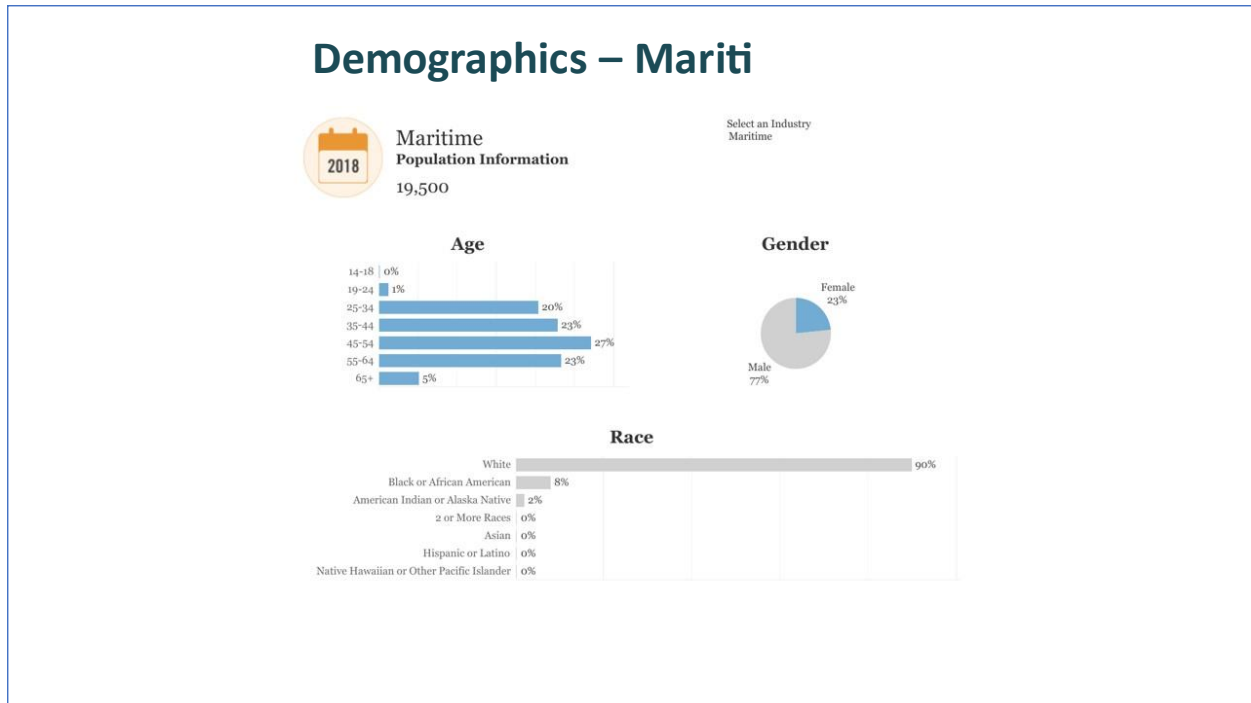 Demographics – Mariti
2018
Maritime
Population Information
19,500
Select an Industry
Maritime
Age
14-18 0%
19-24 1%
25-34 20%
35-44 23%
45-54 27%
55-64 23%
65+ 5%
Gender
Female
23%
Male
77%
Race
White 90%
Black or African American 8%
American Indian or Alaska Native 2%
2 or More Races 0%
Asian 0%
Hispanic or Latino 0%
Native Hawaiian or Other Pacific Islander 0%